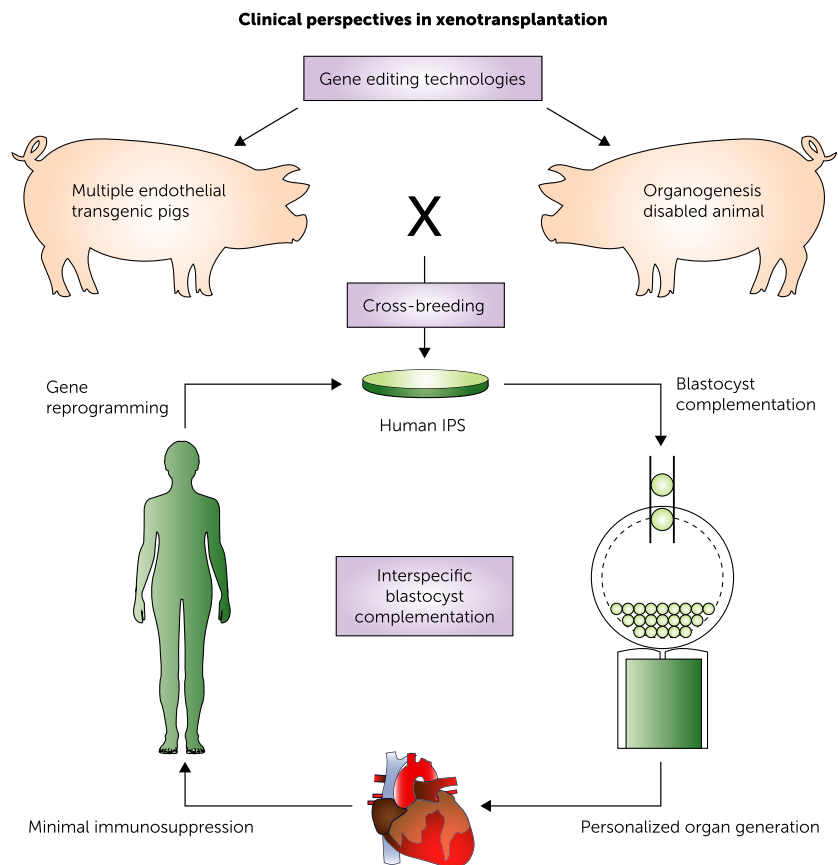 Clinical perspectives in xenotransplantation
Gene editing technologies
Multiple endothelial
transgenic pigs
X
Organogenesis
disabled animal
Cross-breeding
Gene
reprogramming
Human IPS
Blastocyst
complementation
Interspecific
blastocyst
complementation
Minimal immunosuppression
Personalized organ generation